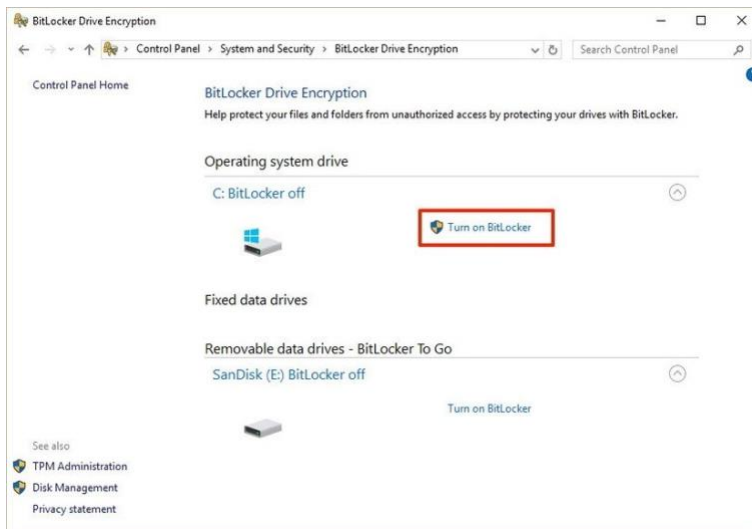 BitLocker Drive Encryption
Control Panel > System and Security > BitLocker Drive Encryption
Search Control Panel
Control Panel Home
BitLocker Drive Encryption
Help protect your files and folders from unauthorized access by protecting your drives with BitLocker.
Operating system drive
C: BitLocker off
Turn on BitLocker
Fixed data drives
Removable data drives - BitLocker To Go
SanDisk (E:) BitLocker off
Turn on BitLocker
See also
TPM Administration
Disk Management
Privacy statement